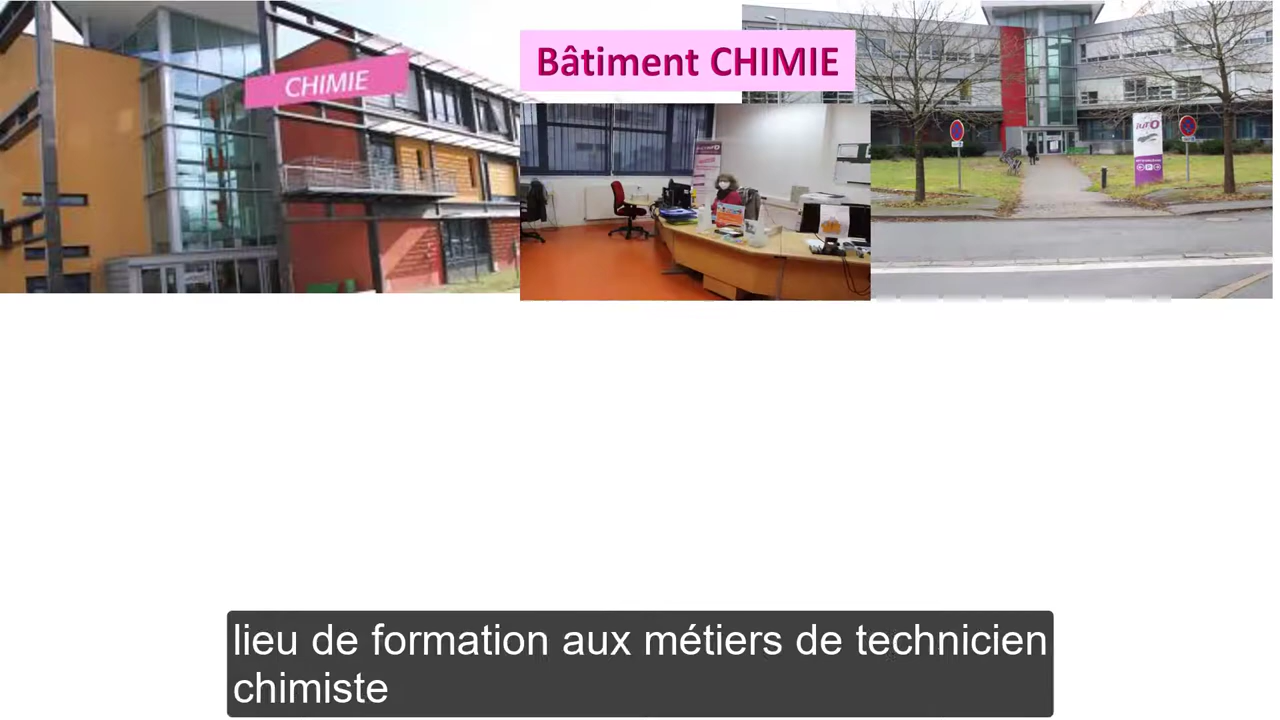 CHIMIE
Bâtiment CHIMIE
lieu de formation aux métiers de technicien
chimiste